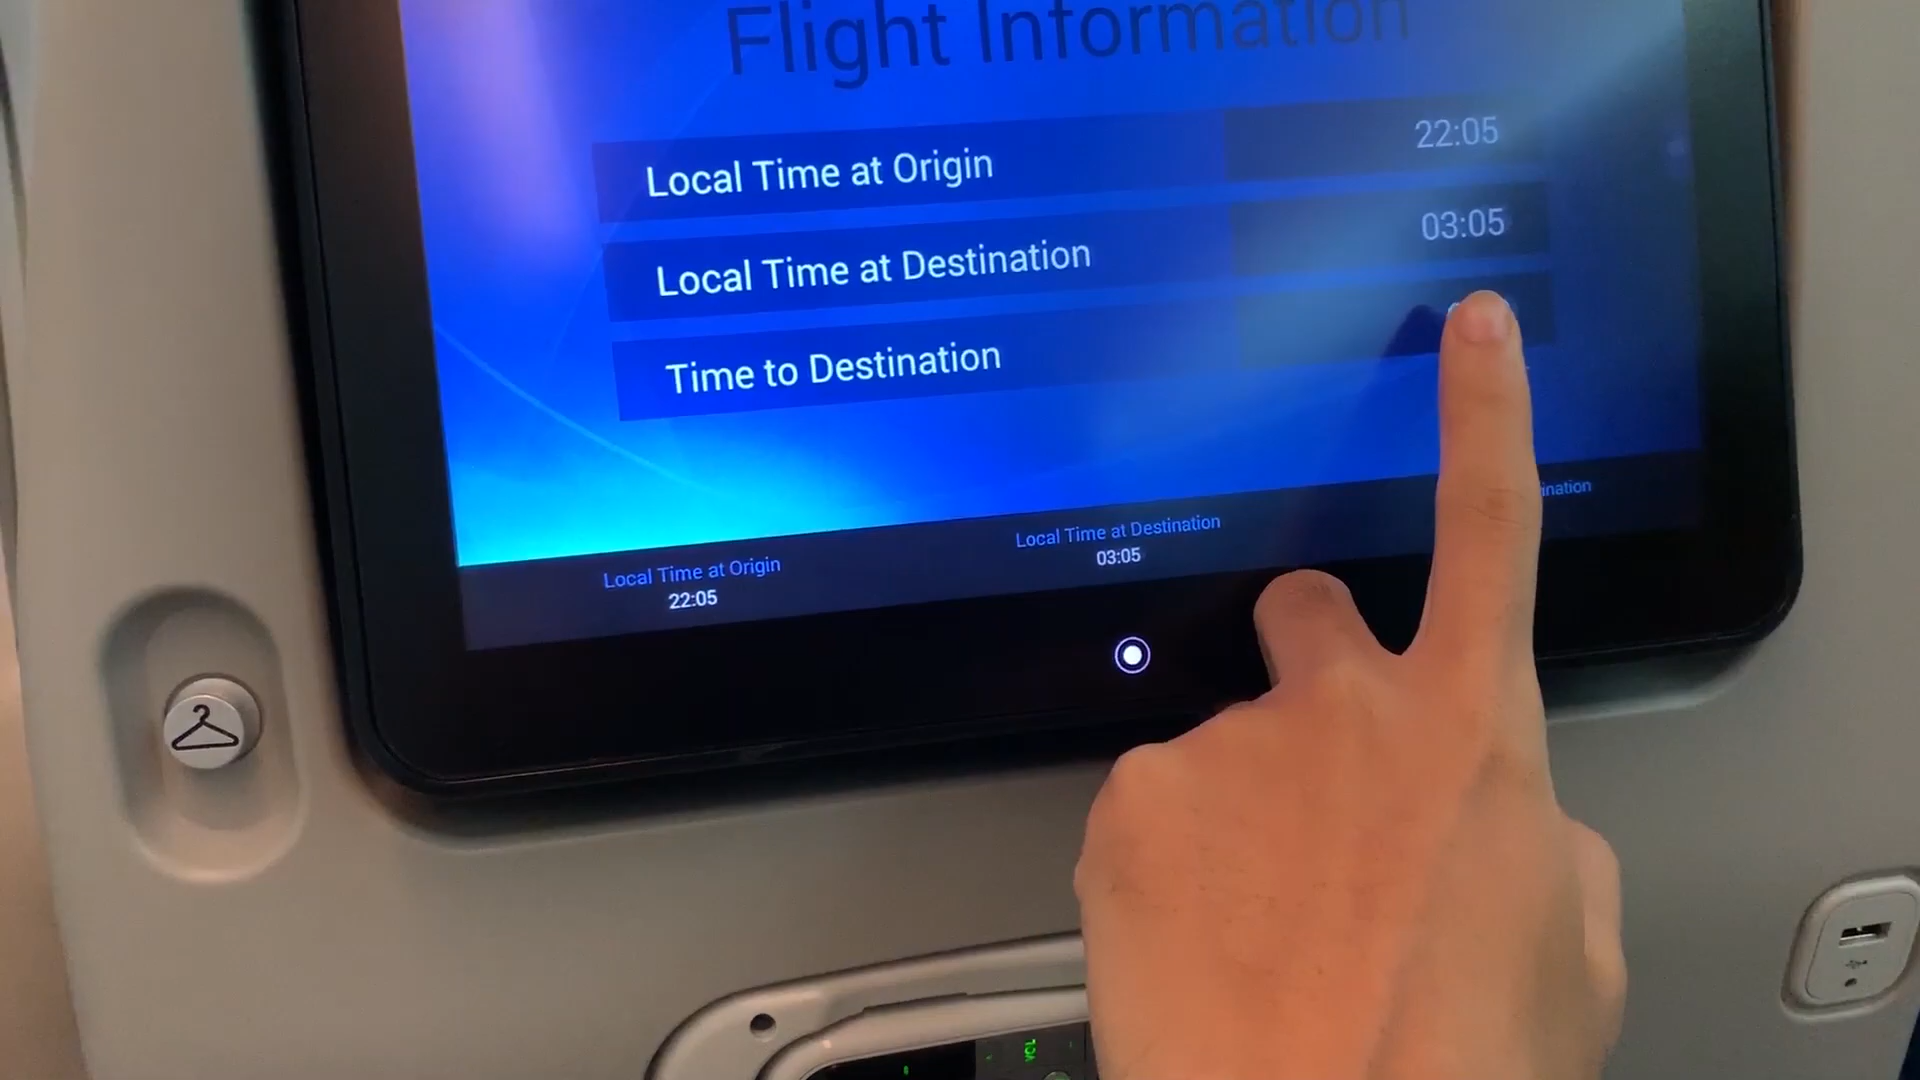 Flight Information
Local Time at Origin
22:05
Local Time at Destination
03:05
Time to Destination
Local Time at Origin
22:05
Local Time at Destination
03:05
VOL